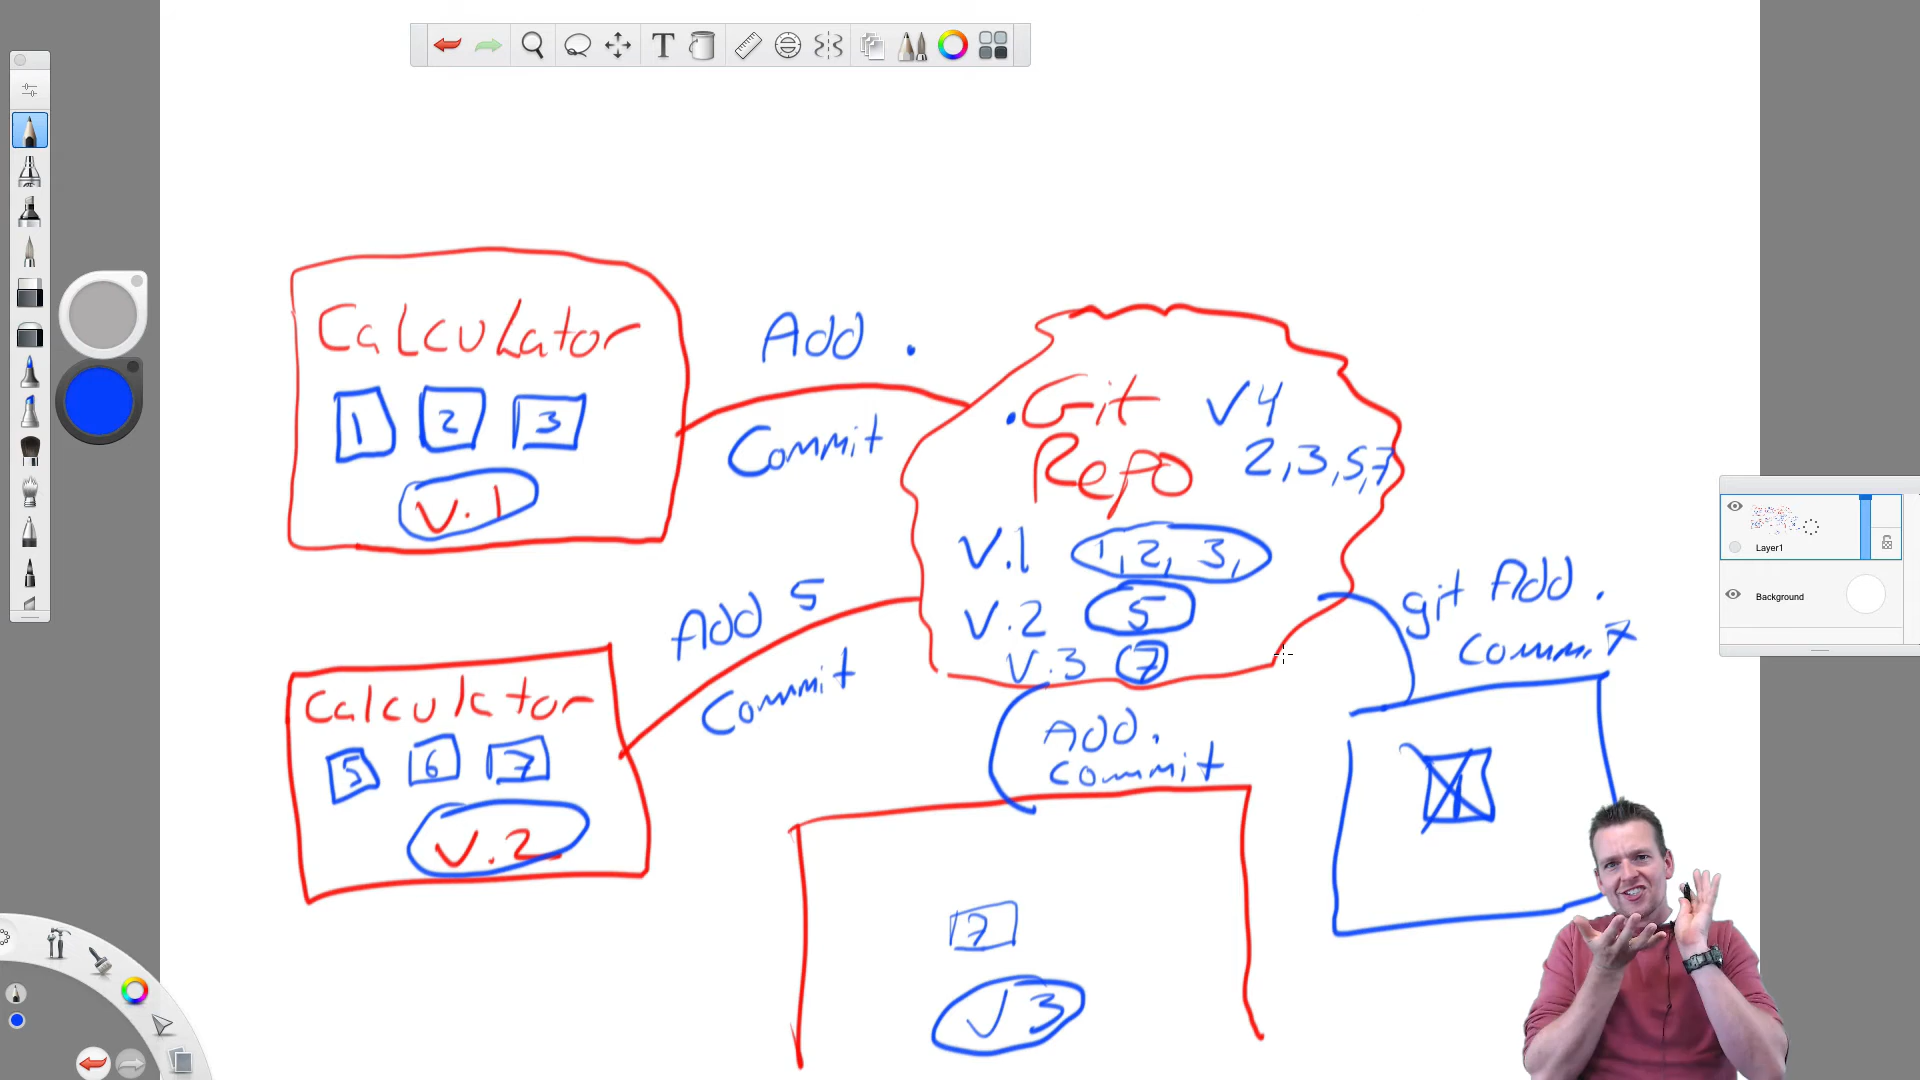 T
Calculator
1 2 3
V.1
Add .
Commit
.Git V4
Repo 2,3,5,7
V.1 1, 2, 3,
V.2 5
V.3 7
Add 5
Commit
Calculator
5 6 7
V.2
Add.
commit
7
V3
git Add .
commit
1
Layer1
Background